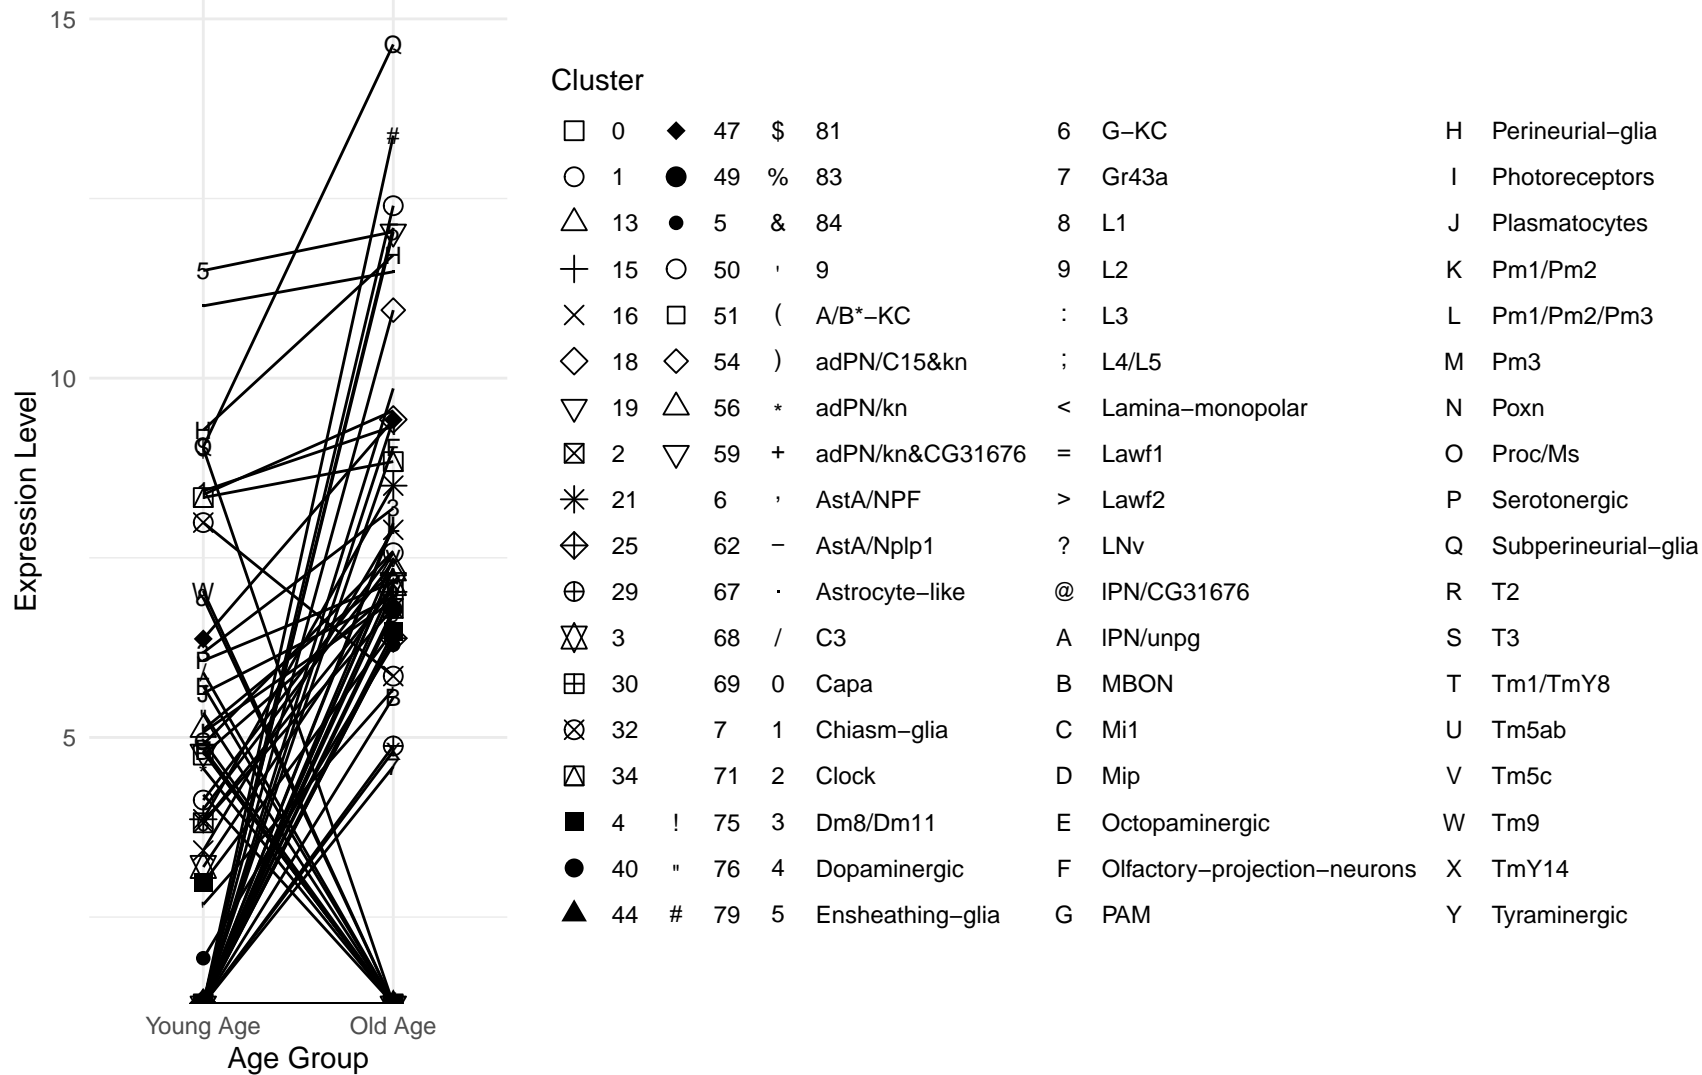 15
10
5
Expression Level
Young Age
Old Age
Age Group
Cluster
0
1
13
15
16
18
19
2
21
25
29
3
30
32
34
4
40
44
47
49
5
50
51
54
56
59
6
62
67
68
69
7
71
! 75
" 76
# 79
$ 81
% 83
& 84
' 9
( A/B*−KC
) adPN/C15&kn
* adPN/kn
+ adPN/kn&CG31676
, AstA/NPF
− AstA/Nplp1
. Astrocyte−like
/ C3
0 Capa
1 Chiasm−glia
2 Clock
3 Dm8/Dm11
4 Dopaminergic
5 Ensheathing−glia
6 G−KC
7 Gr43a
8 L1
9 L2
: L3
; L4/L5
< Lamina−monopolar
= Lawf1
> Lawf2
? LNv
@ lPN/CG31676
A lPN/unpg
B MBON
C Mi1
D Mip
E Octopaminergic
F Olfactory−projection−neurons
G PAM
H Perineurial−glia
I Photoreceptors
J Plasmatocytes
K Pm1/Pm2
L Pm1/Pm2/Pm3
M Pm3
N Poxn
O Proc/Ms
P Serotonergic
Q Subperineurial−glia
R T2
S T3
T Tm1/TmY8
U Tm5ab
V Tm5c
W Tm9
X TmY14
Y Tyraminergic